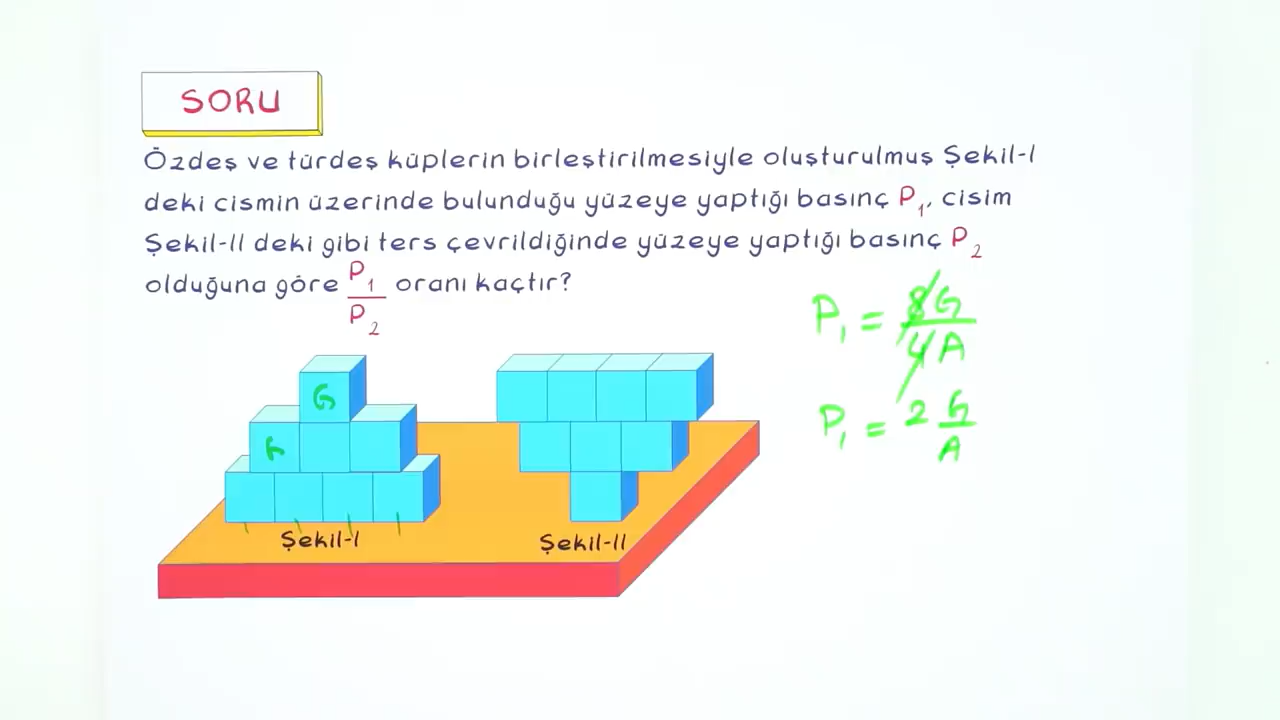 SORU
Özdeş ve türdeş küplerin birleştirilmesiyle oluşturulmuş Şekil-I
deki cismin üzerinde bulunduğu yüzeye yaptığı basınç P₁, cisim
Şekil-II deki gibi ters çevrildiğinde yüzeye yaptığı basınç P₂
olduğuna göre P₁/P₂ oranı kaçtır?
P₁ = 8G/4A
P₁ = 2 G/A
G
Şekil-I
Şekil-II